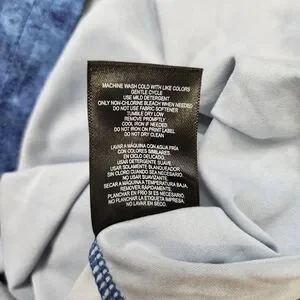 MACHINE WASH COLD WITH LIKE COLORS
GENTLE CYCLE
USE MILD DETERGENT
ONLY NON-CHLORINE BLEACH WHEN NEEDED
DO NOT USE FABRIC SOFTENER
TUMBLE DRY LOW
REMOVE PROMPTLY
COOL IRON IF NEEDED
DO NOT IRON ON PRINT/LABEL
DO NOT DRY CLEAN
LAVAR A MÁQUINA CON AGUA FRÍA
CON COLORES SIMILARES.
EN CICLO DELICADO.
USAR DETERGENTE SUAVE.
USAR SOLAMENTE BLANQUEADOR
SIN CLORO CUANDO SEA NECESARIO.
NO USAR SUAVIZANTE.
SECAR A MÁQUINA A TEMPERATURA BAJA.
REMOVER RÁPIDAMENTE.
PLANCHAR EN FRÍO SI ES NECESARIO.
NO PLANCHAR EN IMPRESIÓN/ETIQUETA.
NO LAVAR EN SECO.